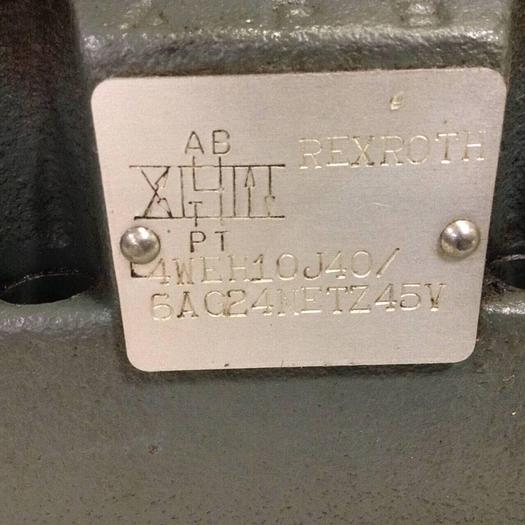 AB
REXROTH
T
PT
4WEH10J40/
6AG24NETZ45V